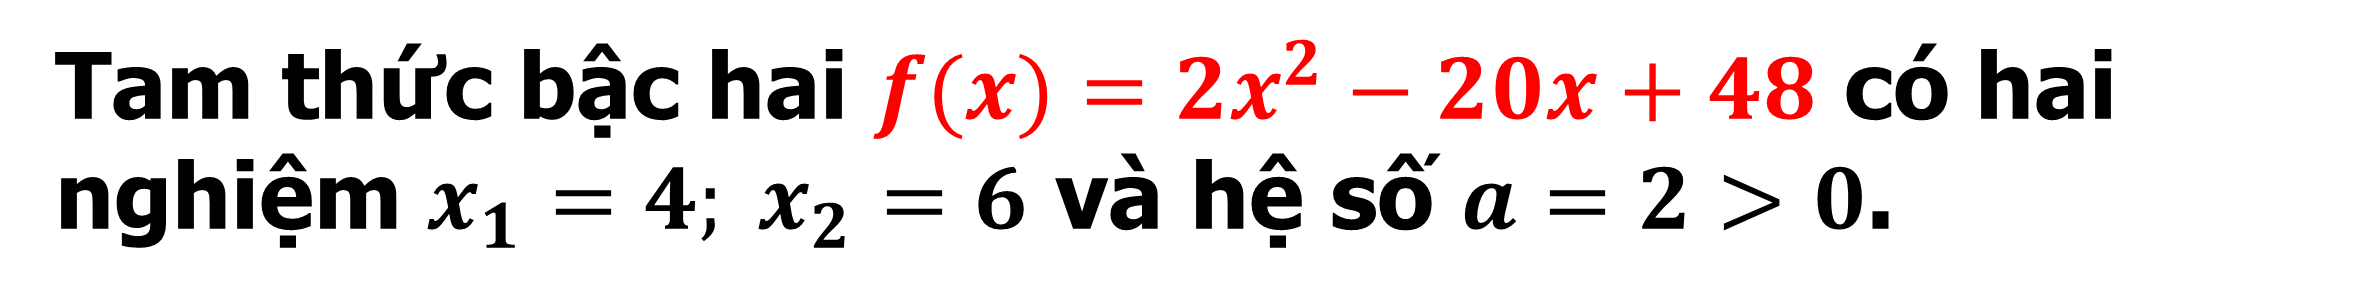 Tam thức bậc hai f(x) = 2x² − 20x + 48 có hai
nghiệm x₁ = 4; x₂ = 6 và hệ số a = 2 > 0.